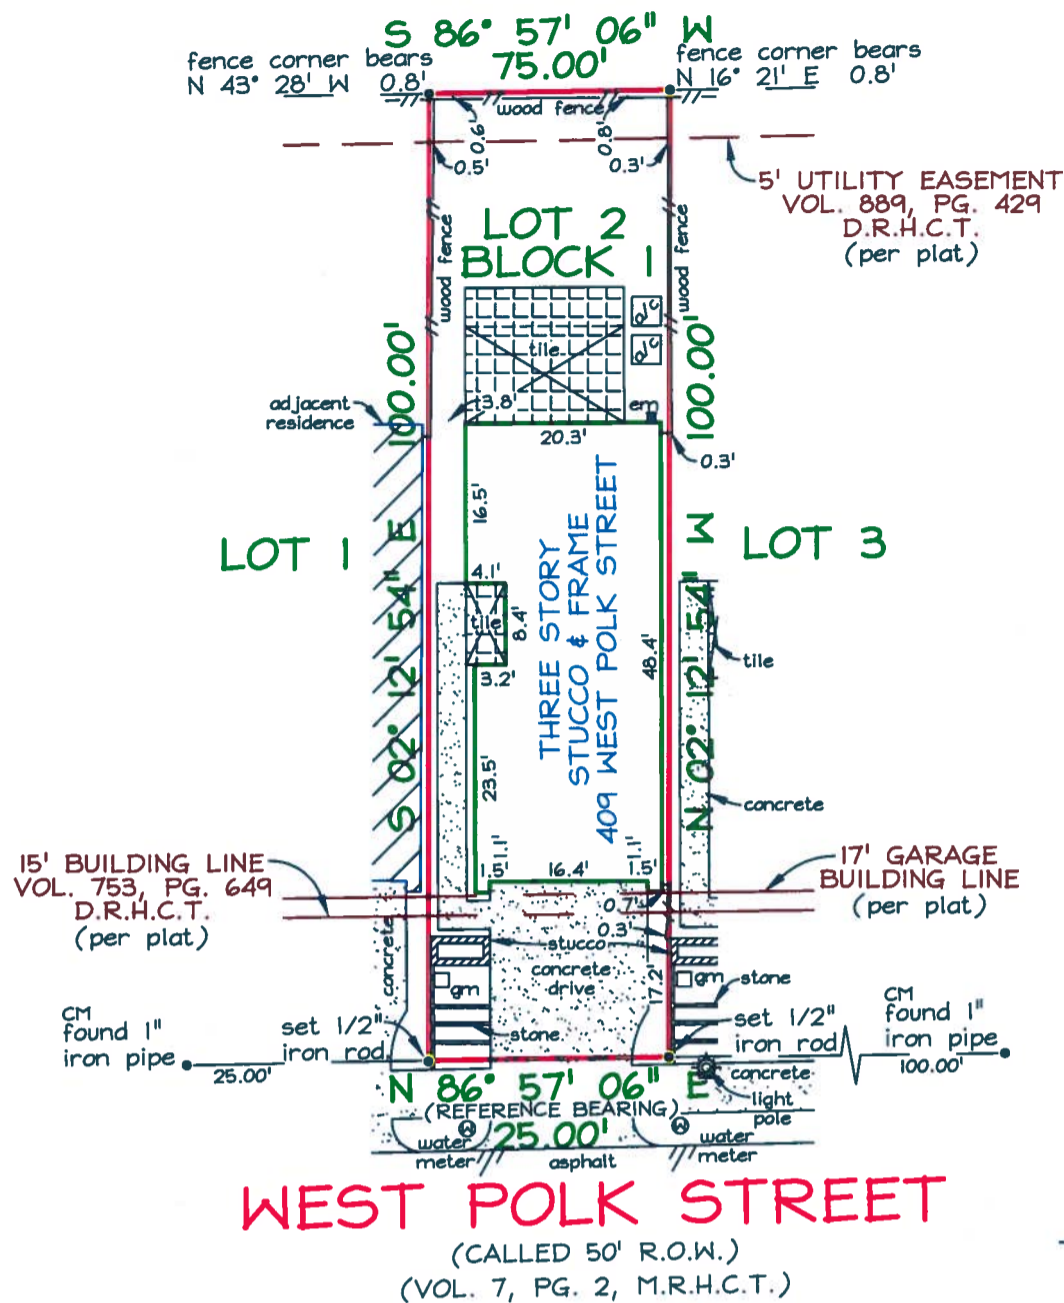 S 86° 57' 06" W
75.00'
fence corner bears
N 43° 28' W 0.8'
fence corner bears
N 16° 21' E 0.8'
wood fence
0.6'
0.8'
0.5'
0.3'
5' UTILITY EASEMENT
VOL. 889, PG. 429
D.R.H.C.T.
(per plat)
wood fence
wood fence
LOT 2
BLOCK 1
a/c
a/c
tile
100.00'
100.00'
adjacent
residence
3.8'
em
20.3'
0.3'
16.5'
LOT 1
LOT 3
S 02° 12' 54" E
N 02° 12' 54" W
THREE STORY
STUCCO & FRAME
409 WEST POLK STREET
4.1'
tile
8.4'
3.2'
48.4'
tile
23.5'
concrete
15' BUILDING LINE
VOL. 753, PG. 649
D.R.H.C.T.
(per plat)
1.5'
1.1'
16.4'
1.1'
1.5'
17' GARAGE
BUILDING LINE
(per plat)
0.7'
0.3'
concrete
stucco
concrete
drive
17.2'
gm
gm
stone
stone
CM
found 1"
iron pipe
25.00'
set 1/2"
iron rod
set 1/2"
iron rod
CM
found 1"
iron pipe
100.00'
concrete
light
pole
N 86° 57' 06" E
(REFERENCE BEARING)
25.00'
W
W
water
meter
asphalt
water
meter
WEST POLK STREET
(CALLED 50' R.O.W.)
(VOL. 7, PG. 2, M.R.H.C.T.)